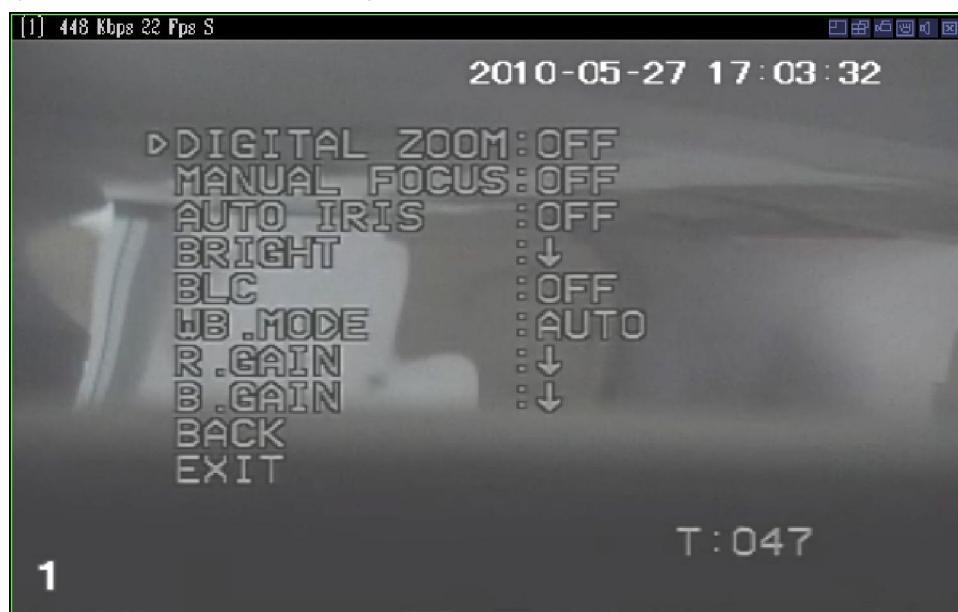 [1] 448 Kbps 22 Fps S
2010-05-27 17:03:32
▷DIGITAL ZOOM:OFF
MANUAL FOCUS:OFF
AUTO IRIS :OFF
BRIGHT :↓
BLC :OFF
WB.MODE :AUTO
R.GAIN :↓
B.GAIN :↓
BACK
EXIT
T:047
1